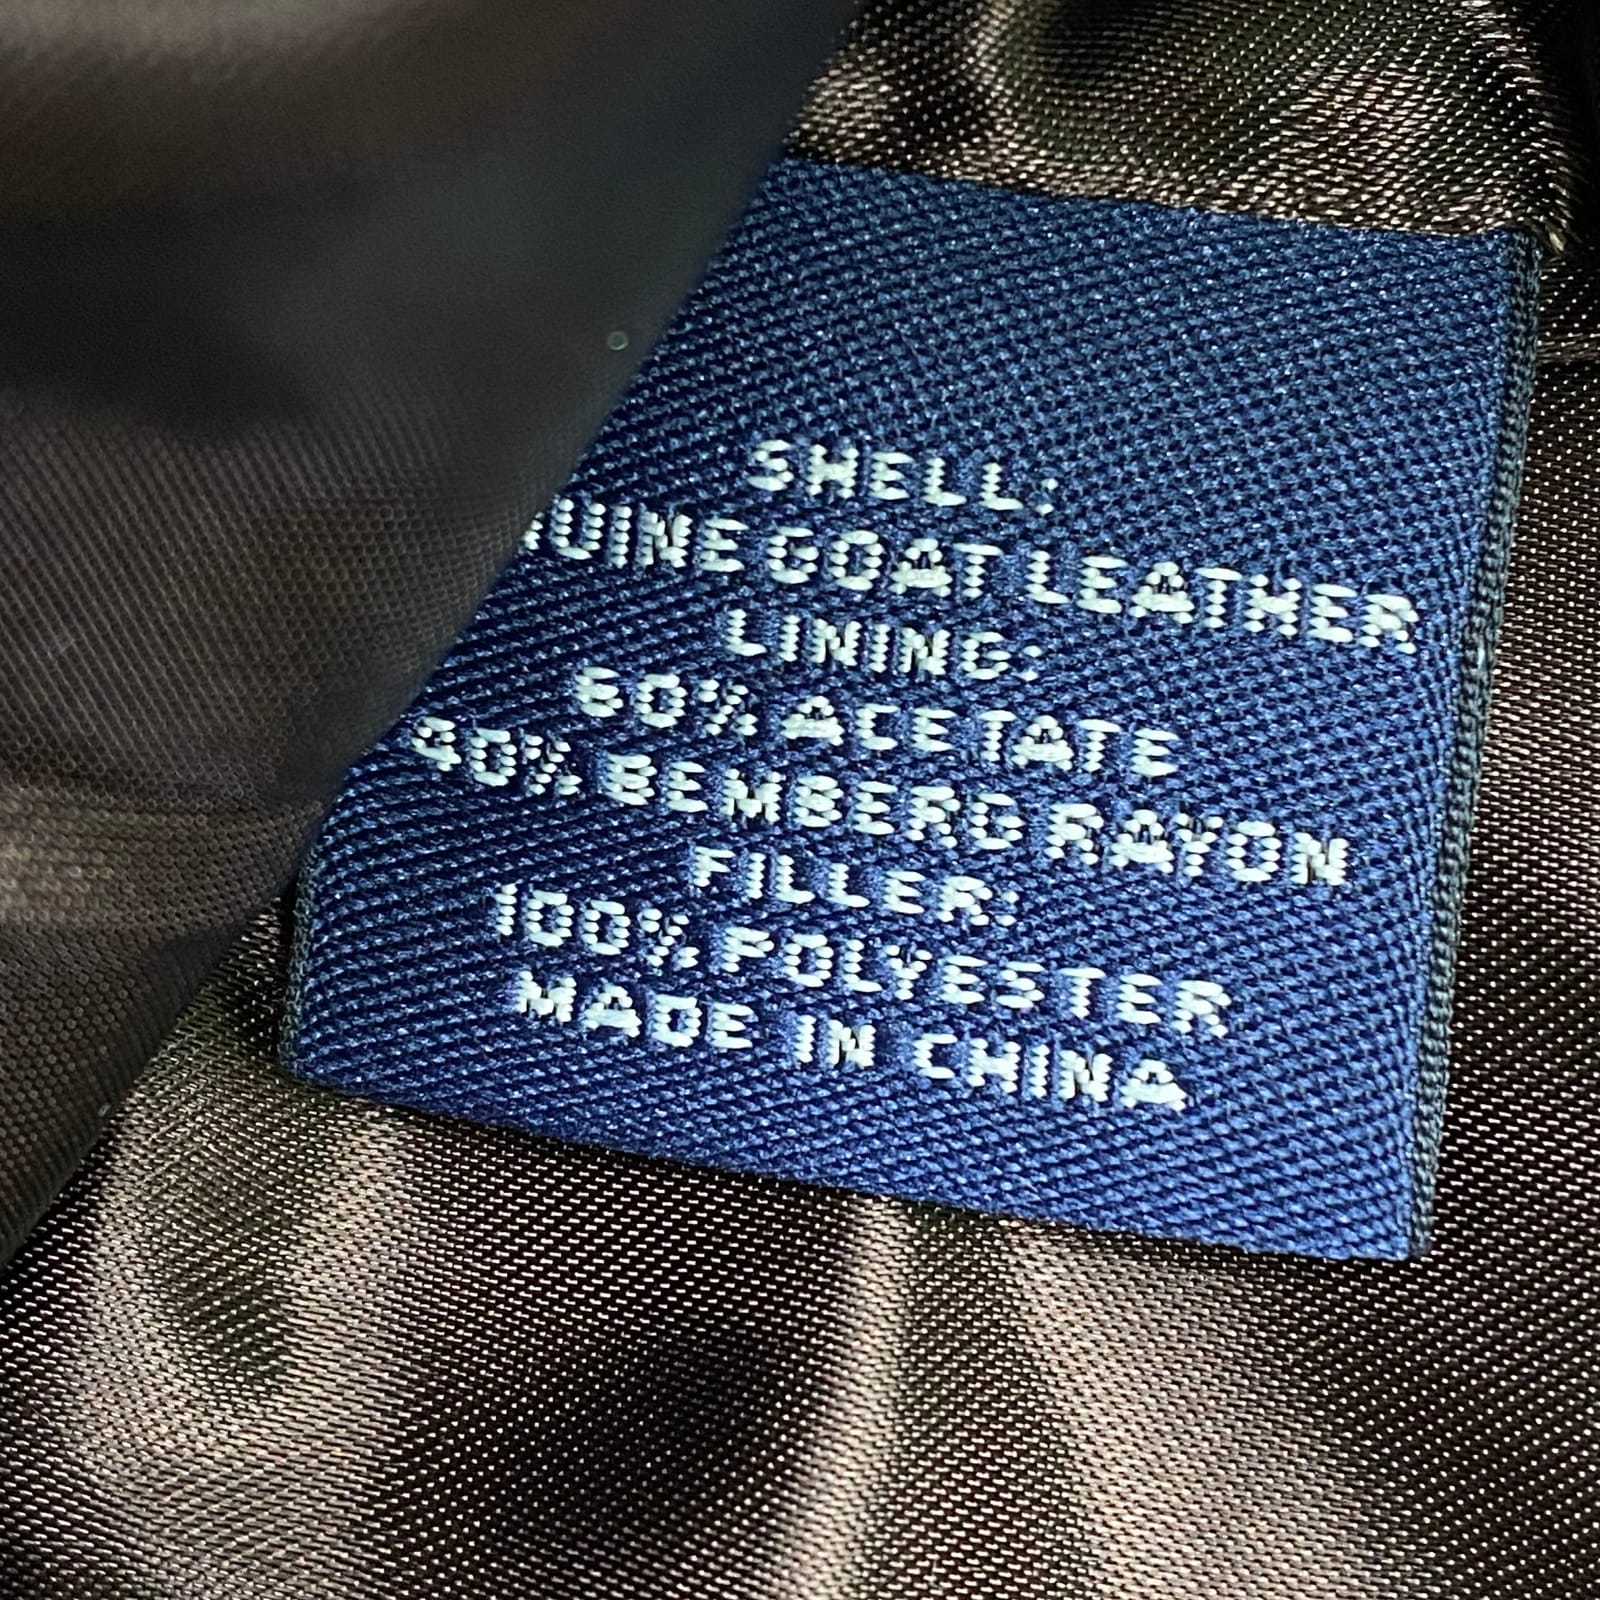 SHELL:
UINE GOAT LEATHER
LINING:
60% ACETATE
40% BEMBERG RAYON
FILLER:
100% POLYESTER
MADE IN CHINA